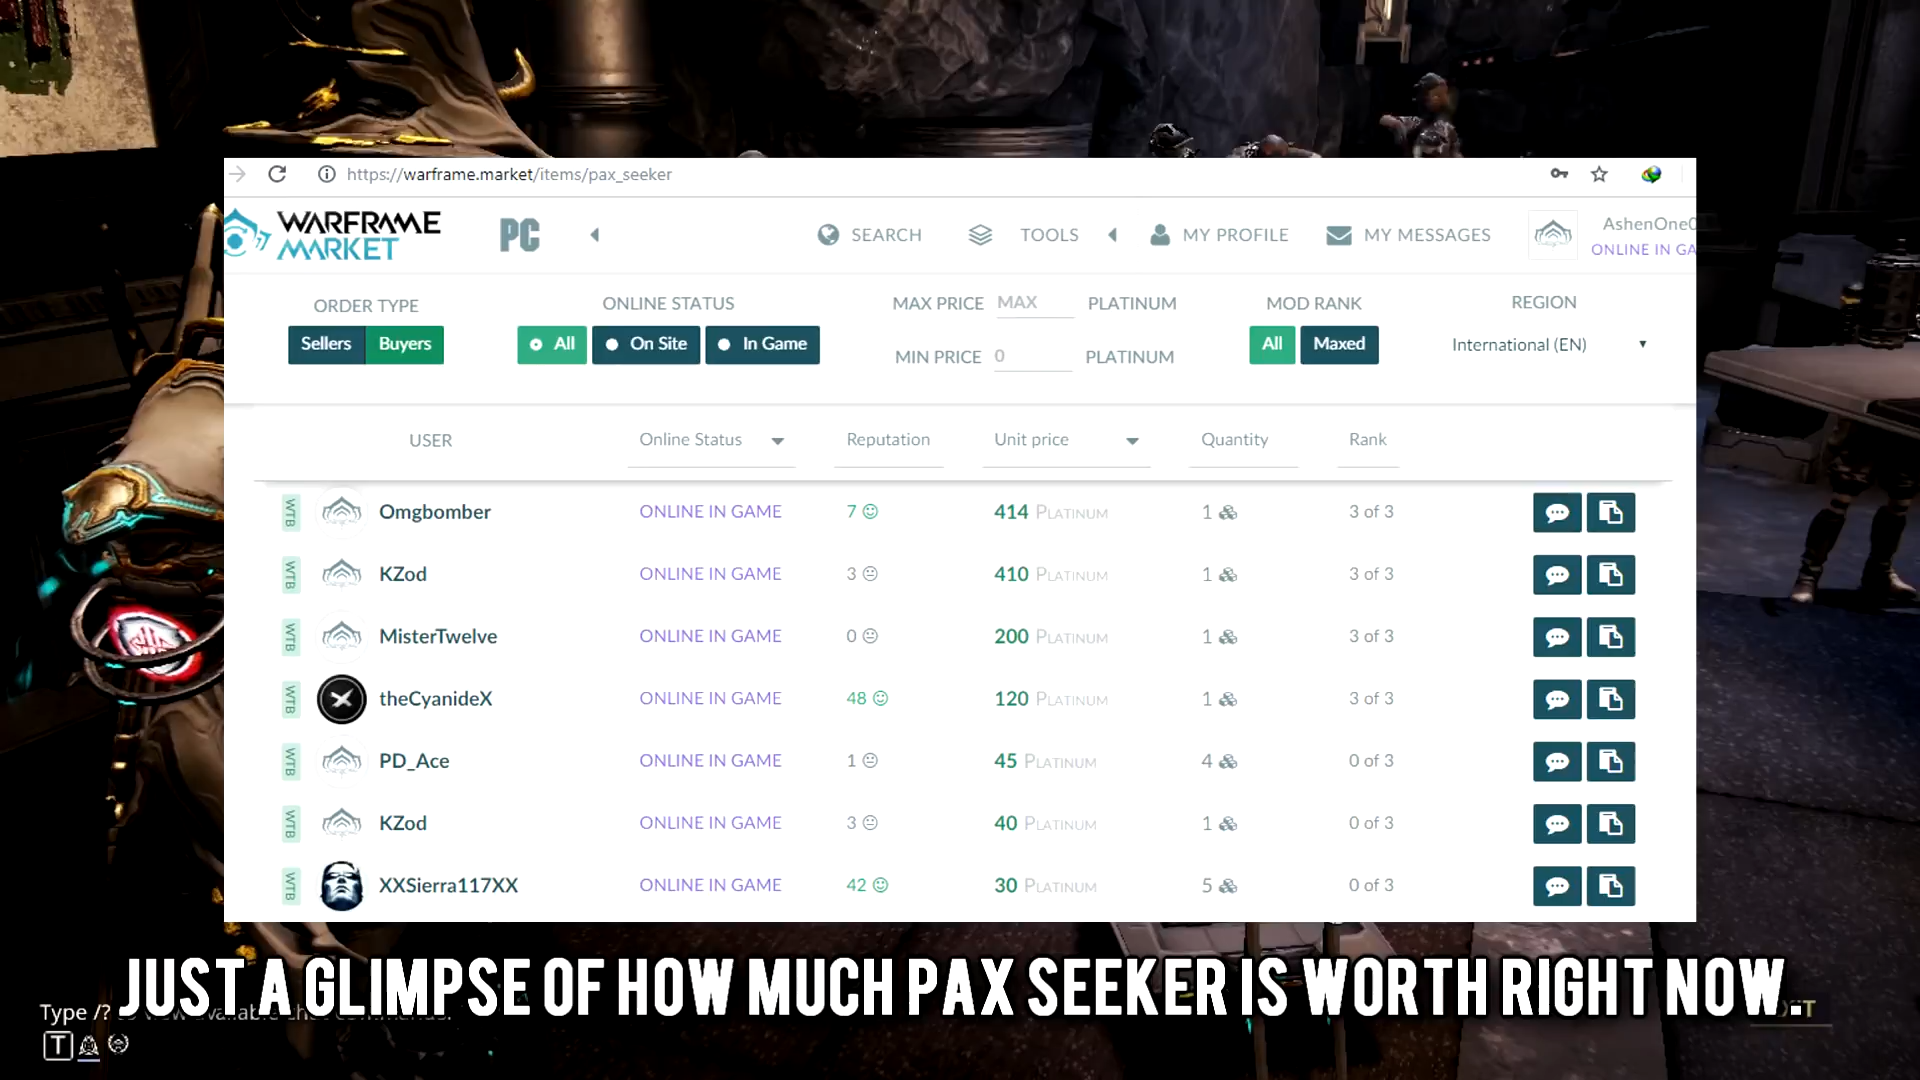 https://warframe.market/items/pax_seeker
WARFRAME MARKET
PC
SEARCH
TOOLS
MY PROFILE
MY MESSAGES
AshenOne0
ONLINE IN GA
ORDER TYPE
Sellers Buyers
ONLINE STATUS
All On Site In Game
MAX PRICE MAX PLATINUM
MIN PRICE 0 PLATINUM
MOD RANK
All Maxed
REGION
International (EN)
USER Online Status Reputation Unit price Quantity Rank
WTB Omgbomber ONLINE IN GAME 7 414 PLATINUM 1 3 of 3
WTB KZod ONLINE IN GAME 3 410 PLATINUM 1 3 of 3
WTB MisterTwelve ONLINE IN GAME 0 200 PLATINUM 1 3 of 3
WTB theCyanideX ONLINE IN GAME 48 120 PLATINUM 1 3 of 3
WTB PD_Ace ONLINE IN GAME 1 45 PLATINUM 4 0 of 3
WTB KZod ONLINE IN GAME 3 40 PLATINUM 1 0 of 3
WTB XXSierra117XX ONLINE IN GAME 42 30 PLATINUM 5 0 of 3
JUST A GLIMPSE OF HOW MUCH PAX SEEKER IS WORTH RIGHT NOW.
Type /?
T